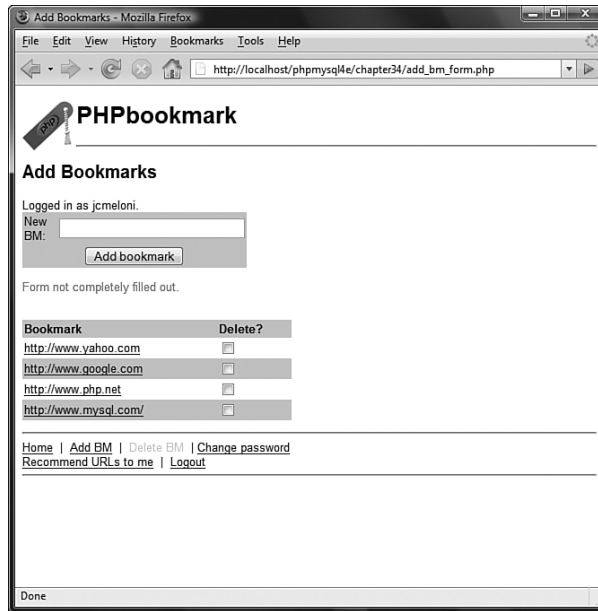 Add Bookmarks - Mozilla Firefox
File Edit View History Bookmarks Tools Help
http://localhost/phpmysql4e/chapter34/add_bm_form.php
php
PHPbookmark
Add Bookmarks
Logged in as jcmeloni.
New
BM:
Add bookmark
Form not completely filled out.
Bookmark Delete?
http://www.yahoo.com
http://www.google.com
http://www.php.net
http://www.mysql.com/
Home | Add BM | Delete BM | Change password
Recommend URLs to me | Logout
Done